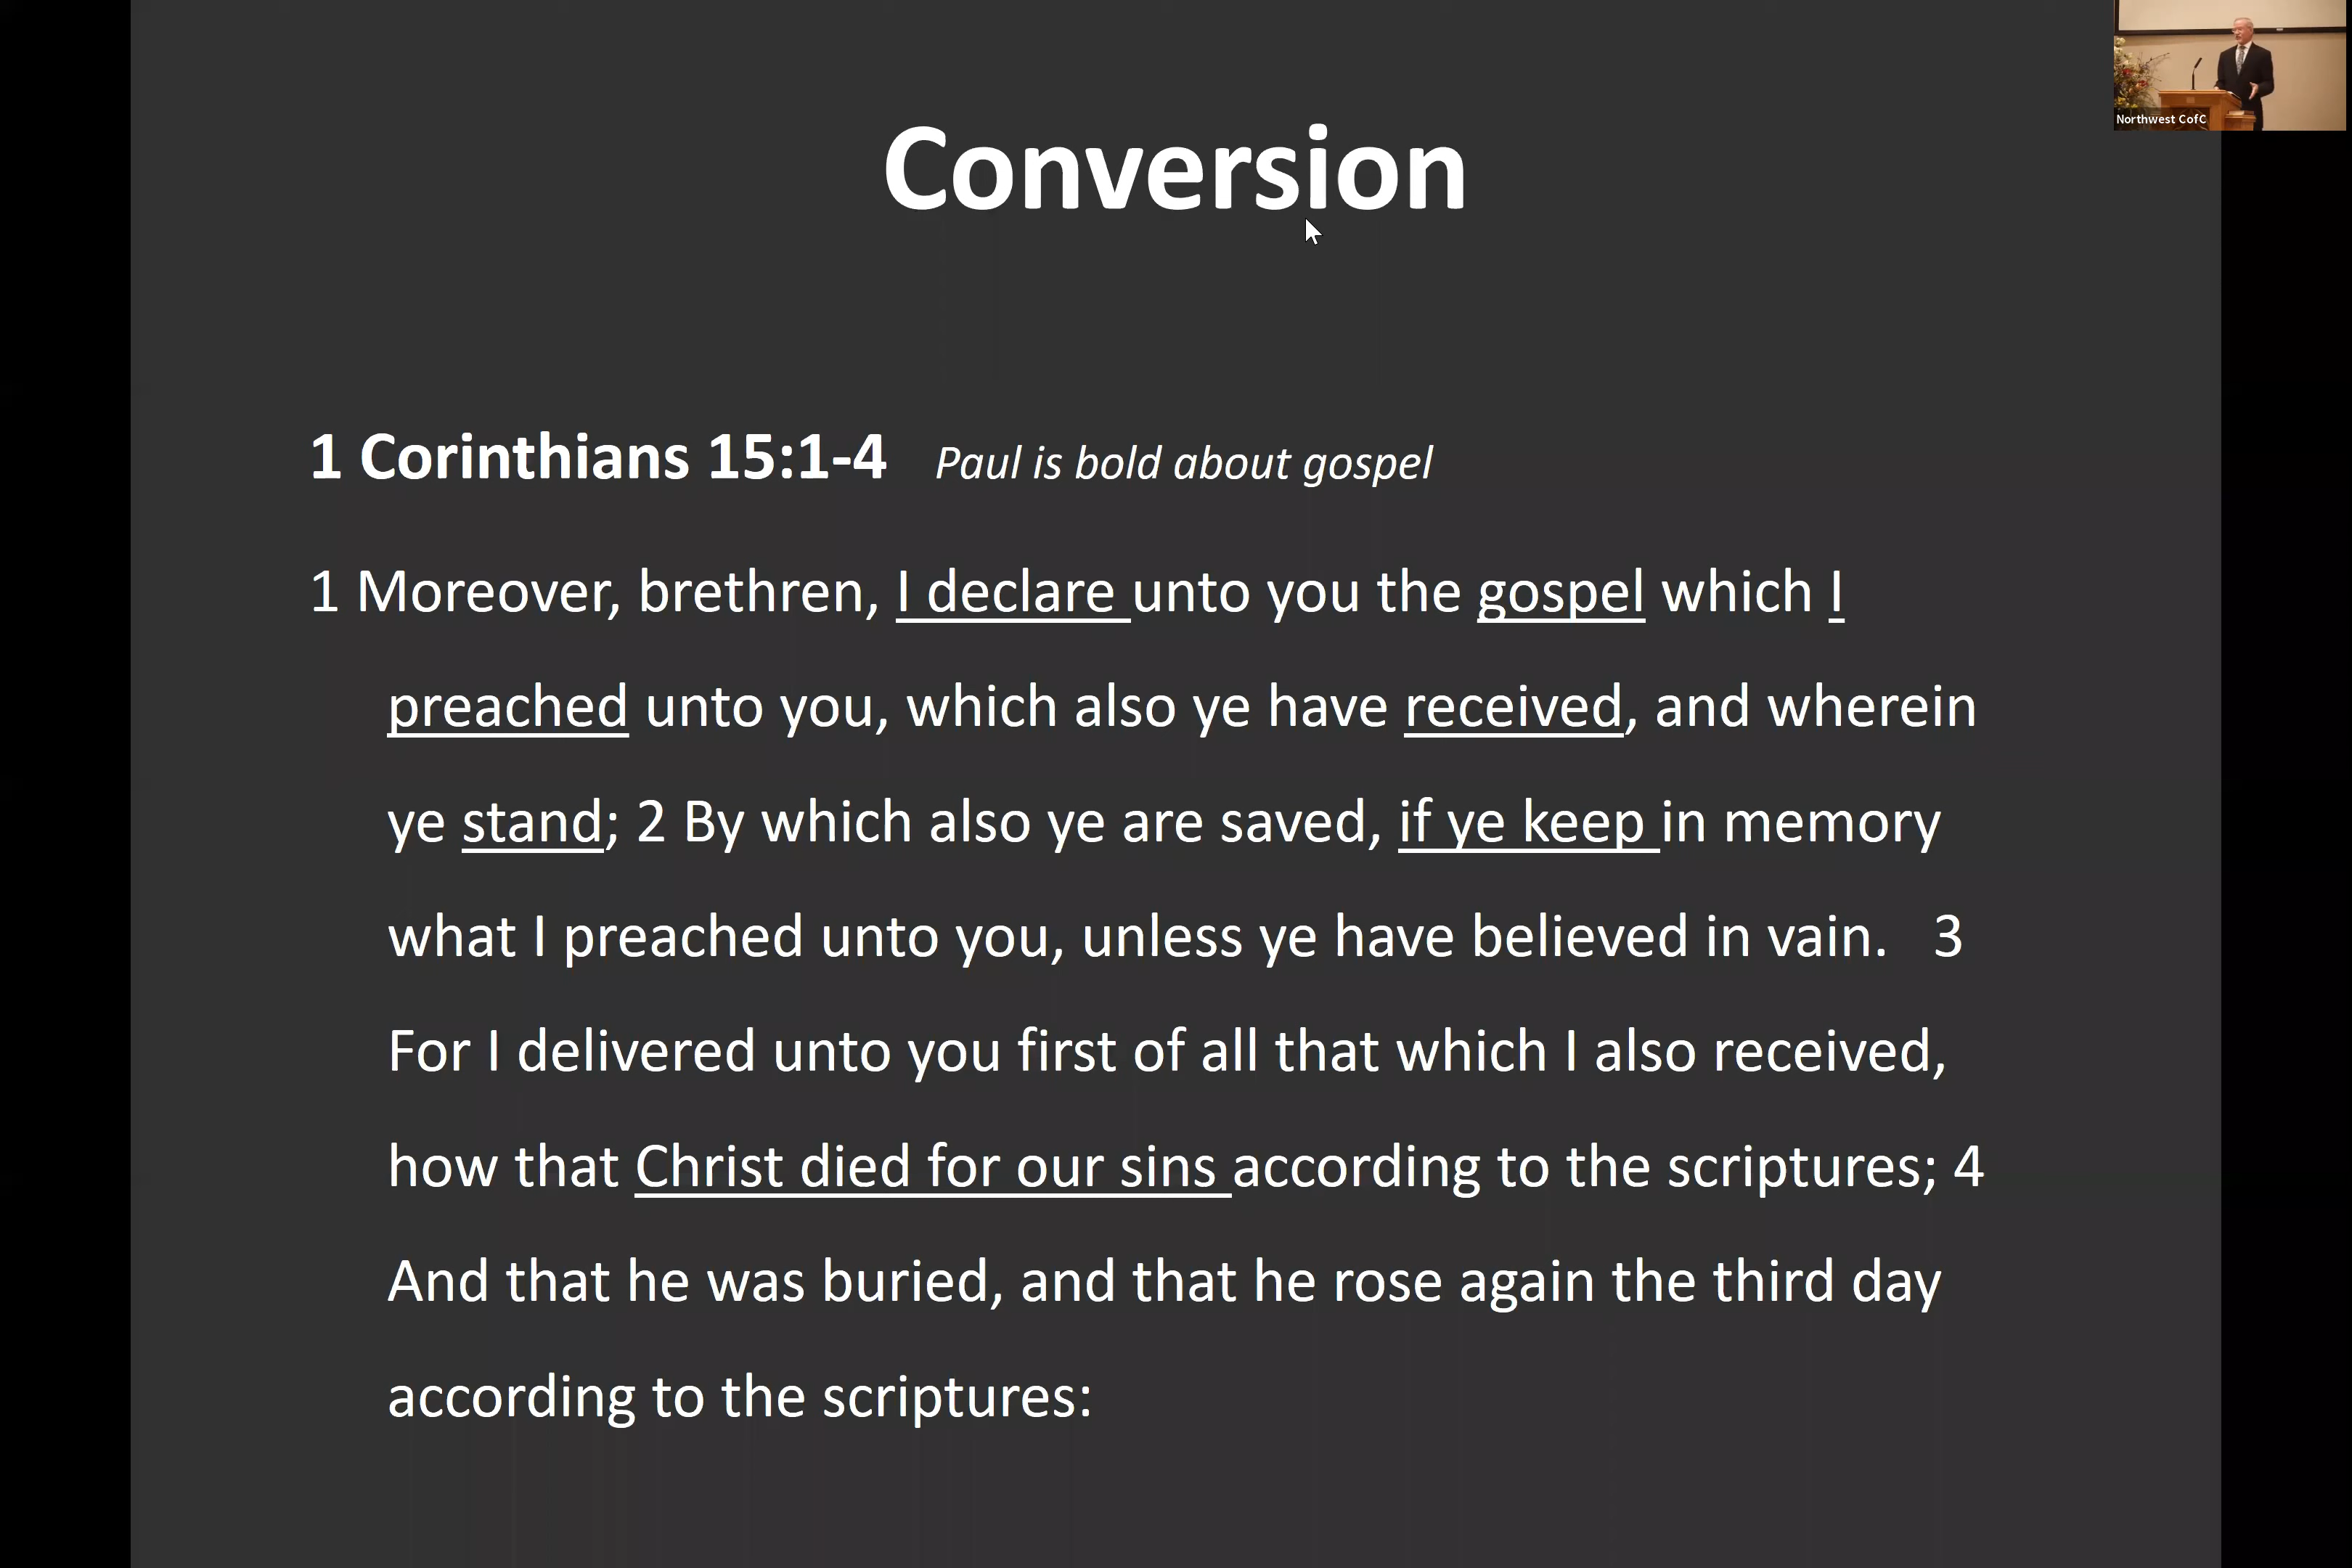 Northwest CofC
Conversion
1 Corinthians 15:1-4 Paul is bold about gospel
1 Moreover, brethren, I declare unto you the gospel which I
preached unto you, which also ye have received, and wherein
ye stand; 2 By which also ye are saved, if ye keep in memory
what I preached unto you, unless ye have believed in vain. 3
For I delivered unto you first of all that which I also received,
how that Christ died for our sins according to the scriptures; 4
And that he was buried, and that he rose again the third day
according to the scriptures: